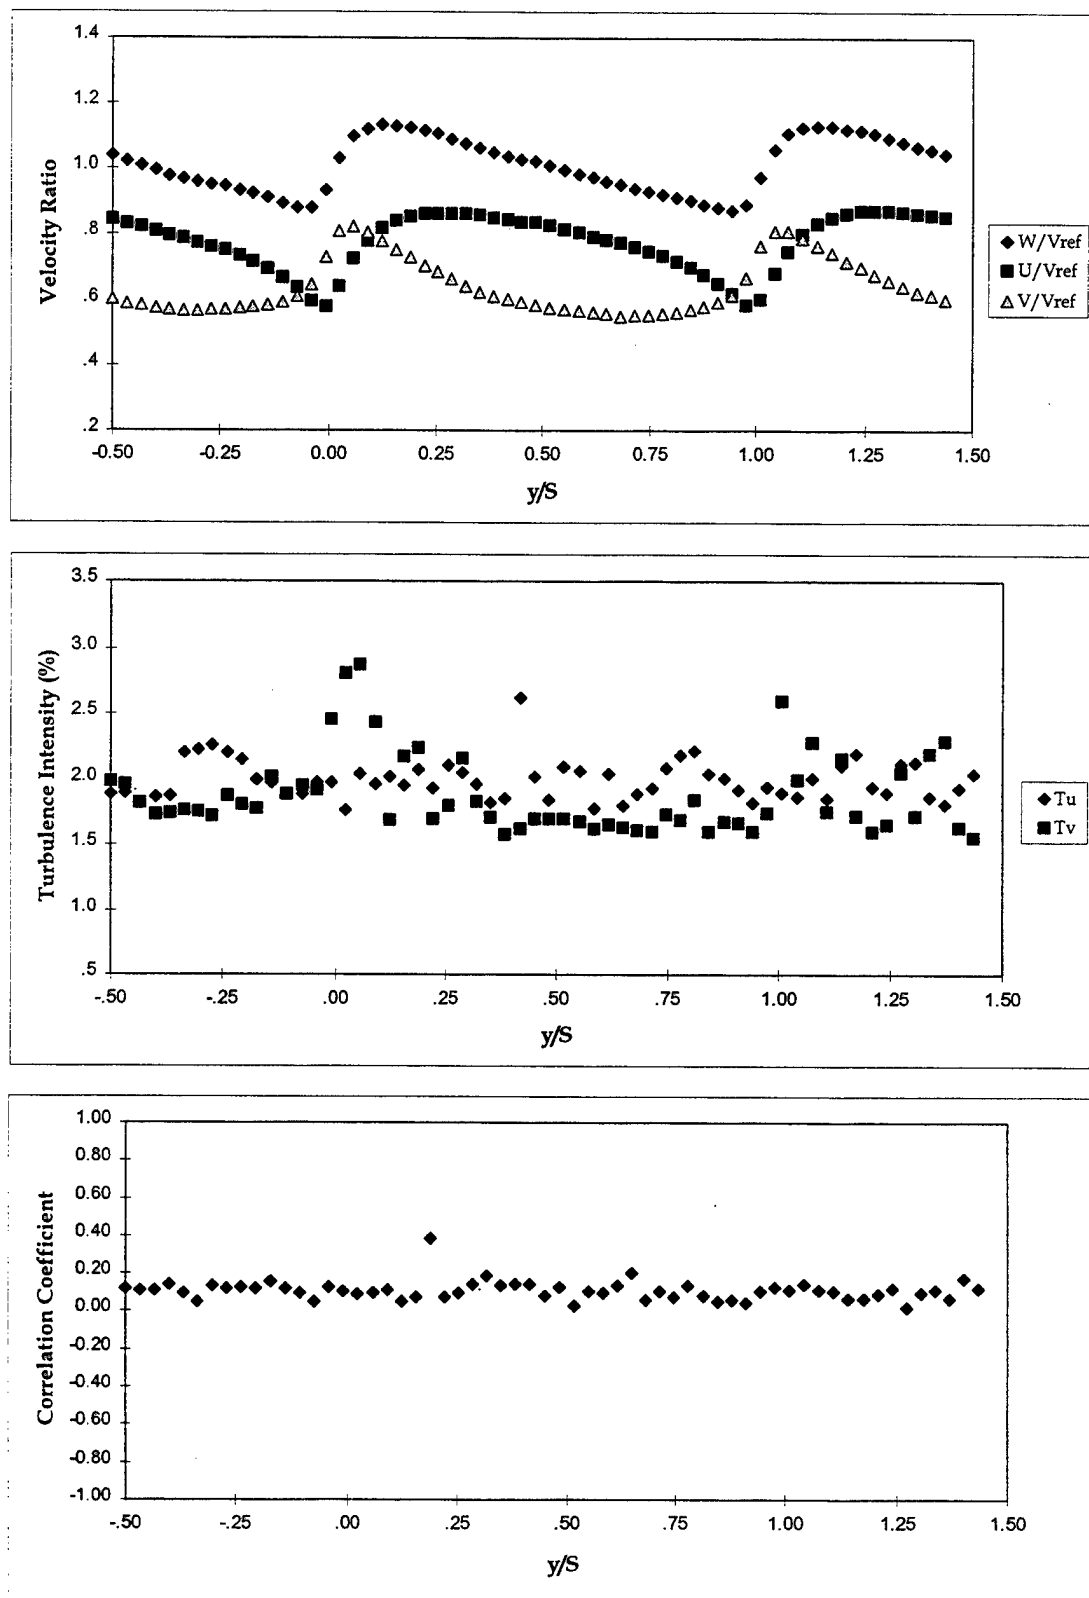 1.4
1.2
1.0
.8
.6
.4
.2
Velocity Ratio
-0.50 -0.25 0.00 0.25 0.50 0.75 1.00 1.25 1.50
y/S
W/Vref
U/Vref
V/Vref
3.5
3.0
2.5
2.0
1.5
1.0
.5
Turbulence Intensity (%)
-.50 -.25 .00 .25 .50 .75 1.00 1.25 1.50
y/S
Tu
Tv
1.00
0.80
0.60
0.40
0.20
0.00
-0.20
-0.40
-0.60
-0.80
-1.00
Correlation Coefficient
-.50 -.25 .00 .25 .50 .75 1.00 1.25 1.50
y/S